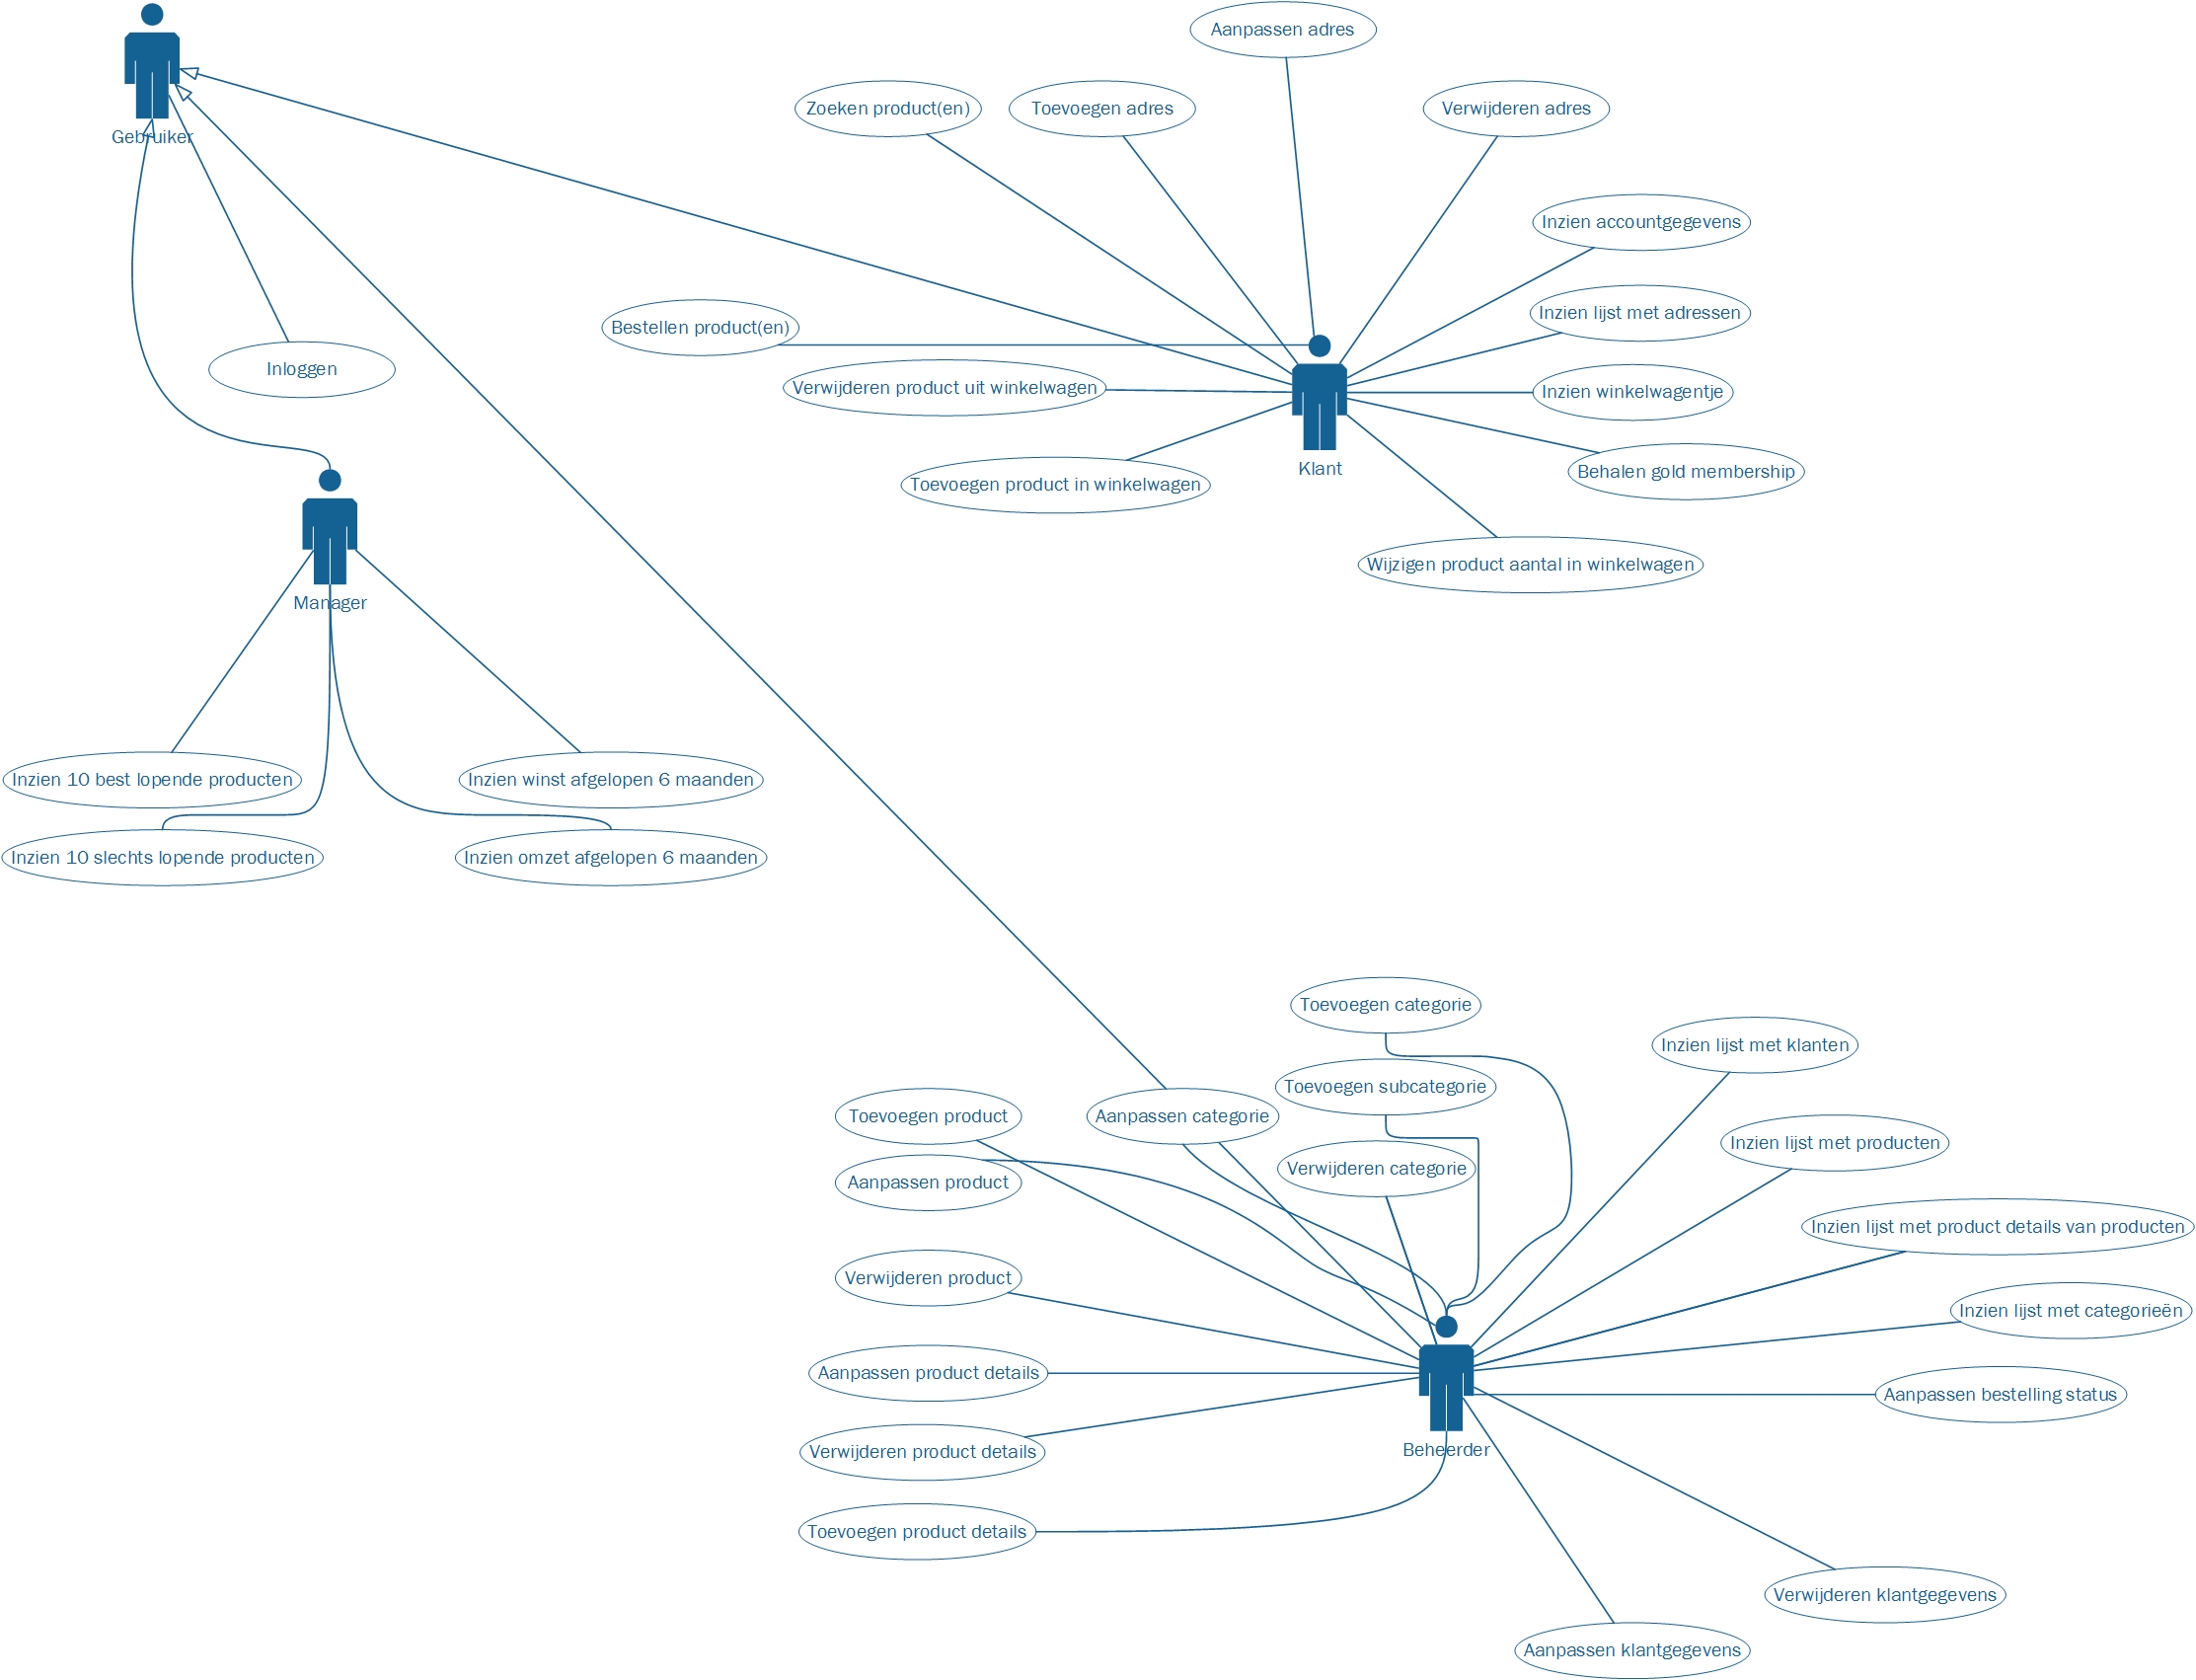 Aanpassen adres
Zoeken product(en)
Toevoegen adres
Verwijderen adres
Gebruiker
Inzien accountgegevens
Inzien lijst met adressen
Bestellen product(en)
Inloggen
Verwijderen product uit winkelwagen
Inzien winkelwagentje
Klant
Behalen gold membership
Toevoegen product in winkelwagen
Wijzigen product aantal in winkelwagen
Manager
Inzien 10 best lopende producten
Inzien winst afgelopen 6 maanden
Inzien 10 slechts lopende producten
Inzien omzet afgelopen 6 maanden
Toevoegen categorie
Inzien lijst met klanten
Toevoegen subcategorie
Toevoegen product
Aanpassen categorie
Inzien lijst met producten
Verwijderen categorie
Aanpassen product
Inzien lijst met product details van producten
Verwijderen product
Inzien lijst met categorieën
Aanpassen product details
Aanpassen bestelling status
Beheerder
Verwijderen product details
Toevoegen product details
Verwijderen klantgegevens
Aanpassen klantgegevens